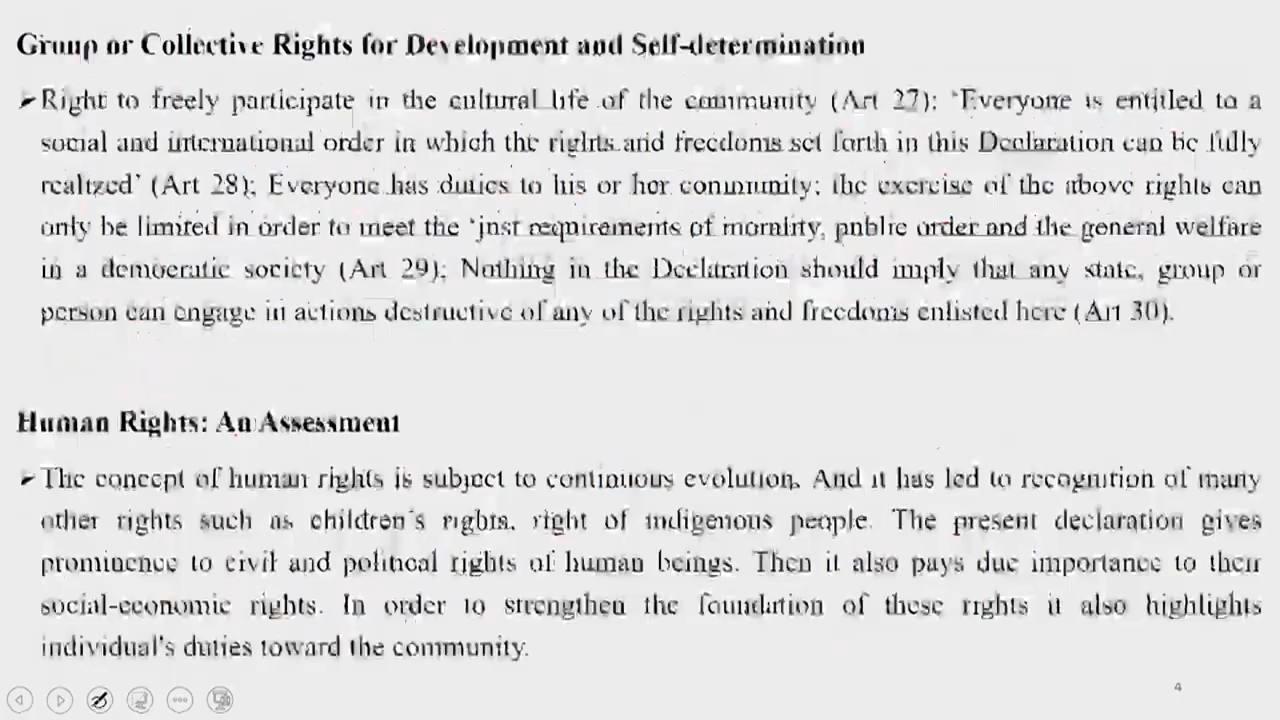 Group or Collective Rights for Development and Self-determination
➢Right to freely participate in the cultural life of the community (Art 27); 'Everyone is entitled to a
social and international order in which the rights and freedoms set forth in this Declaration can be fully
realized' (Art 28); Everyone has duties to his or her community; the exercise of the above rights can
only be limited in order to meet the 'just requirements of morality, public order and the general welfare
in a democratic society (Art 29); Nothing in the Declaration should imply that any state, group or
person can engage in actions destructive of any of the rights and freedoms enlisted here (Art 30).
Human Rights: An Assessment
➢The concept of human rights is subject to continuous evolution. And it has led to recognition of many
other rights such as children's rights, right of indigenous people. The present declaration gives
prominence to civil and political rights of human beings. Then it also pays due importance to their
social-economic rights. In order to strengthen the foundation of these rights it also highlights
individual's duties toward the community.
4